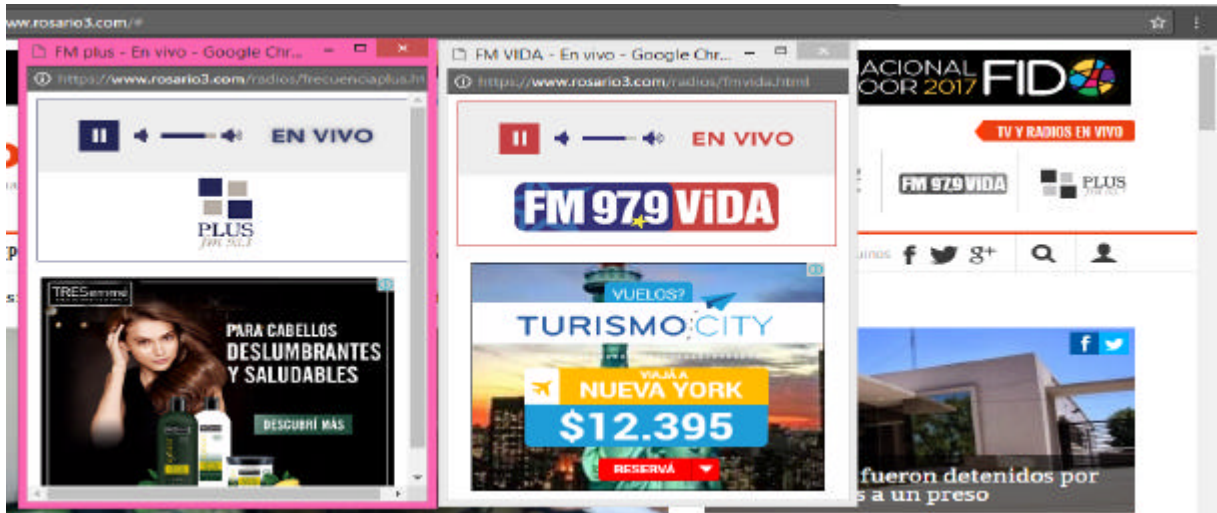 ww.rosario3.com/#
FM plus - En vivo - Google Chr...
https://www.rosario3.com/radios/frecuenciaplus.ht
EN VIVO
PLUS
fm 93.1
TRESemmé
PARA CABELLOS
DESLUMBRANTES
Y SALUDABLES
DESCUBRÍ MÁS
FM VIDA - En vivo - Google Chr...
https://www.rosario3.com/radios/fmvida.html
EN VIVO
FM 97.9 ViDA
VUELOS?
TURISMOCITY
VIAJÁ A
NUEVA YORK
$12.395
RESERVÁ
ACIONAL
OOR 2017 FID
TV Y RADIOS EN VIVO
FM 97.9 ViDA
PLUS
uinos f g+
f
fueron detenidos por
s a un preso